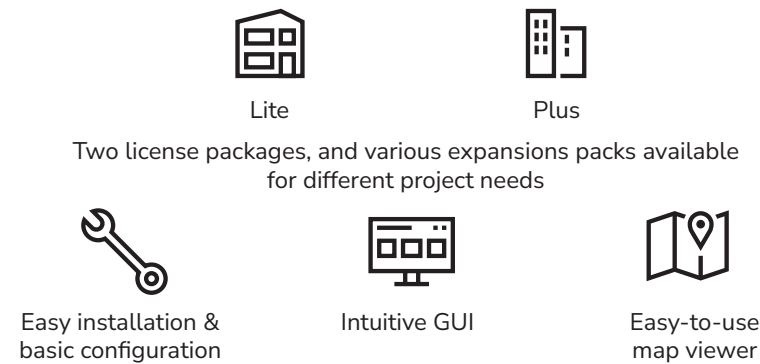 Lite
Plus
Two license packages, and various expansions packs available
for different project needs
Easy installation &
basic configuration
Intuitive GUI
Easy-to-use
map viewer